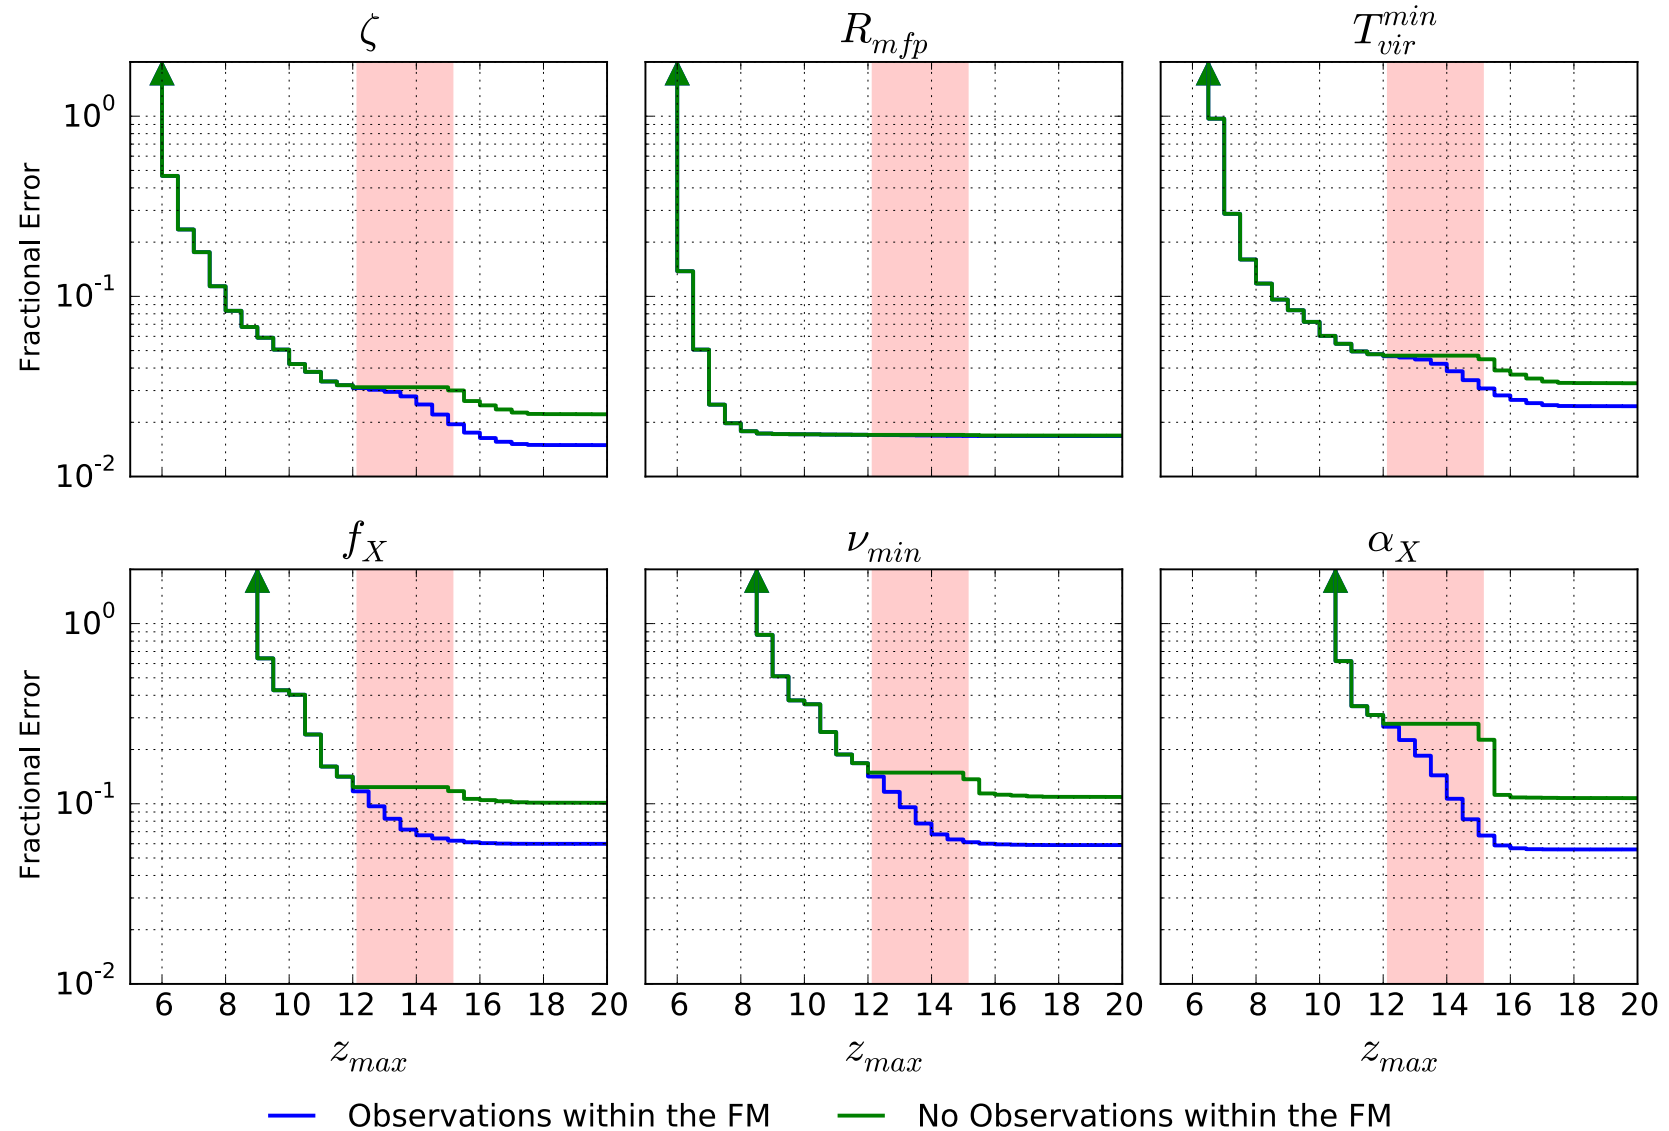 ζ R_mfp T_vir^min
Fractional Error
10^0
10^-1
10^-2
f_X ν_min α_X
Fractional Error
10^0
10^-1
10^-2
6 8 10 12 14 16 18 20 6 8 10 12 14 16 18 20 6 8 10 12 14 16 18 20
z_max z_max z_max
Observations within the FM No Observations within the FM